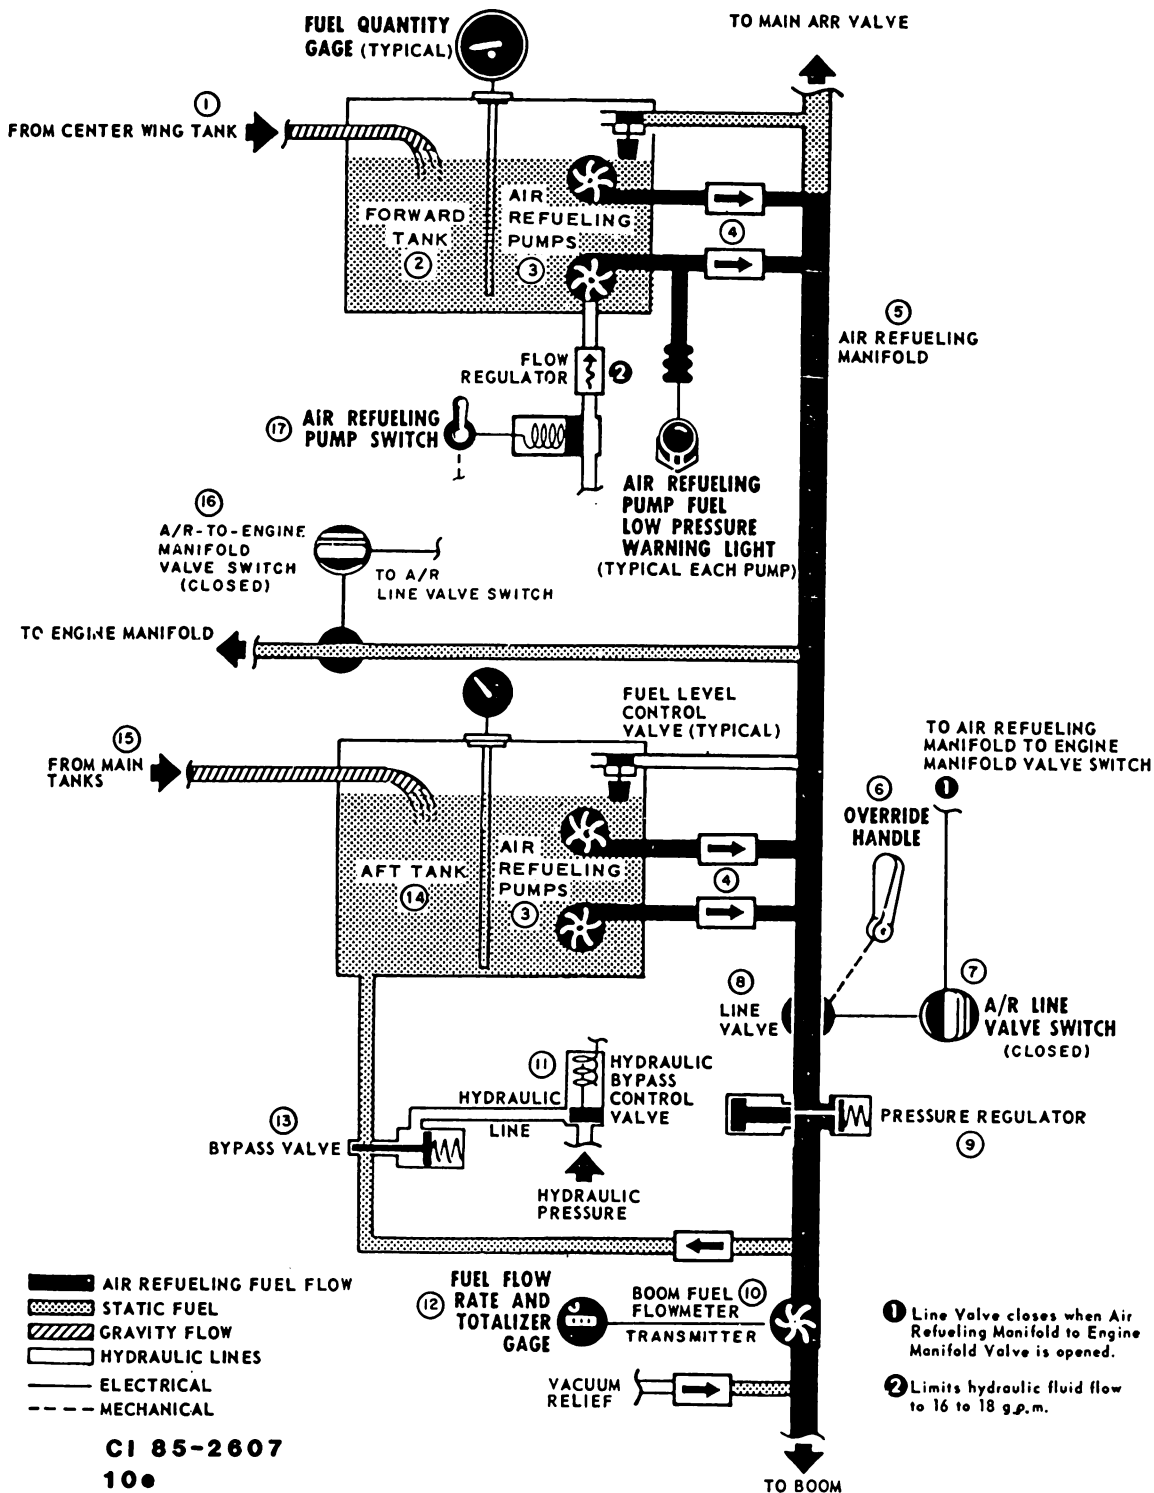 FUEL QUANTITY
GAGE (TYPICAL)
TO MAIN ARR VALVE
1
FROM CENTER WING TANK
FORWARD
TANK
2
AIR
REFUELING
PUMPS
3
4
5
AIR REFUELING
MANIFOLD
FLOW
REGULATOR
2
17
AIR REFUELING
PUMP SWITCH
AIR REFUELING
PUMP FUEL
LOW PRESSURE
WARNING LIGHT
(TYPICAL EACH PUMP)
16
A/R-TO-ENGINE
MANIFOLD
VALVE SWITCH
(CLOSED)
TO A/R
LINE VALVE SWITCH
TO ENGINE MANIFOLD
FUEL LEVEL
CONTROL
VALVE (TYPICAL)
15
FROM MAIN
TANKS
TO AIR REFUELING
MANIFOLD TO ENGINE
MANIFOLD VALVE SWITCH
1
6
OVERRIDE
HANDLE
AFT TANK
14
AIR
REFUELING
PUMPS
3
4
7
A/R LINE
VALVE SWITCH
(CLOSED)
8
LINE
VALVE
11
HYDRAULIC
BYPASS
CONTROL
VALVE
HYDRAULIC
LINE
13
BYPASS VALVE
PRESSURE REGULATOR
9
HYDRAULIC
PRESSURE
12
FUEL FLOW
RATE AND
TOTALIZER
GAGE
BOOM FUEL 10
FLOWMETER
TRANSMITTER
VACUUM
RELIEF
TO BOOM
AIR REFUELING FUEL FLOW
STATIC FUEL
GRAVITY FLOW
HYDRAULIC LINES
ELECTRICAL
MECHANICAL
1 Line Valve closes when Air
Refueling Manifold to Engine
Manifold Valve is opened.
2 Limits hydraulic fluid flow
to 16 to 18 g.p.m.
CI 85-2607
10●